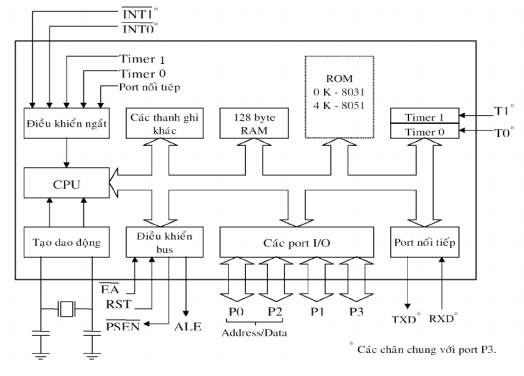 INT1*
INT0*
Timer 1
Timer 0
Port nối tiếp
Điều khiển ngắt
Các thanh ghi
khác
128 byte
RAM
ROM
0 K - 8031
4 K - 8051
Timer 1
Timer 0
T1*
T0*
CPU
Tạo dao động
Điều khiển
bus
Các port I/O
Port nối tiếp
EA
RST
PSEN
ALE
P0
P2
P1
P3
Address/Data
TXD*
RXD*
* Các chân chung với port P3.